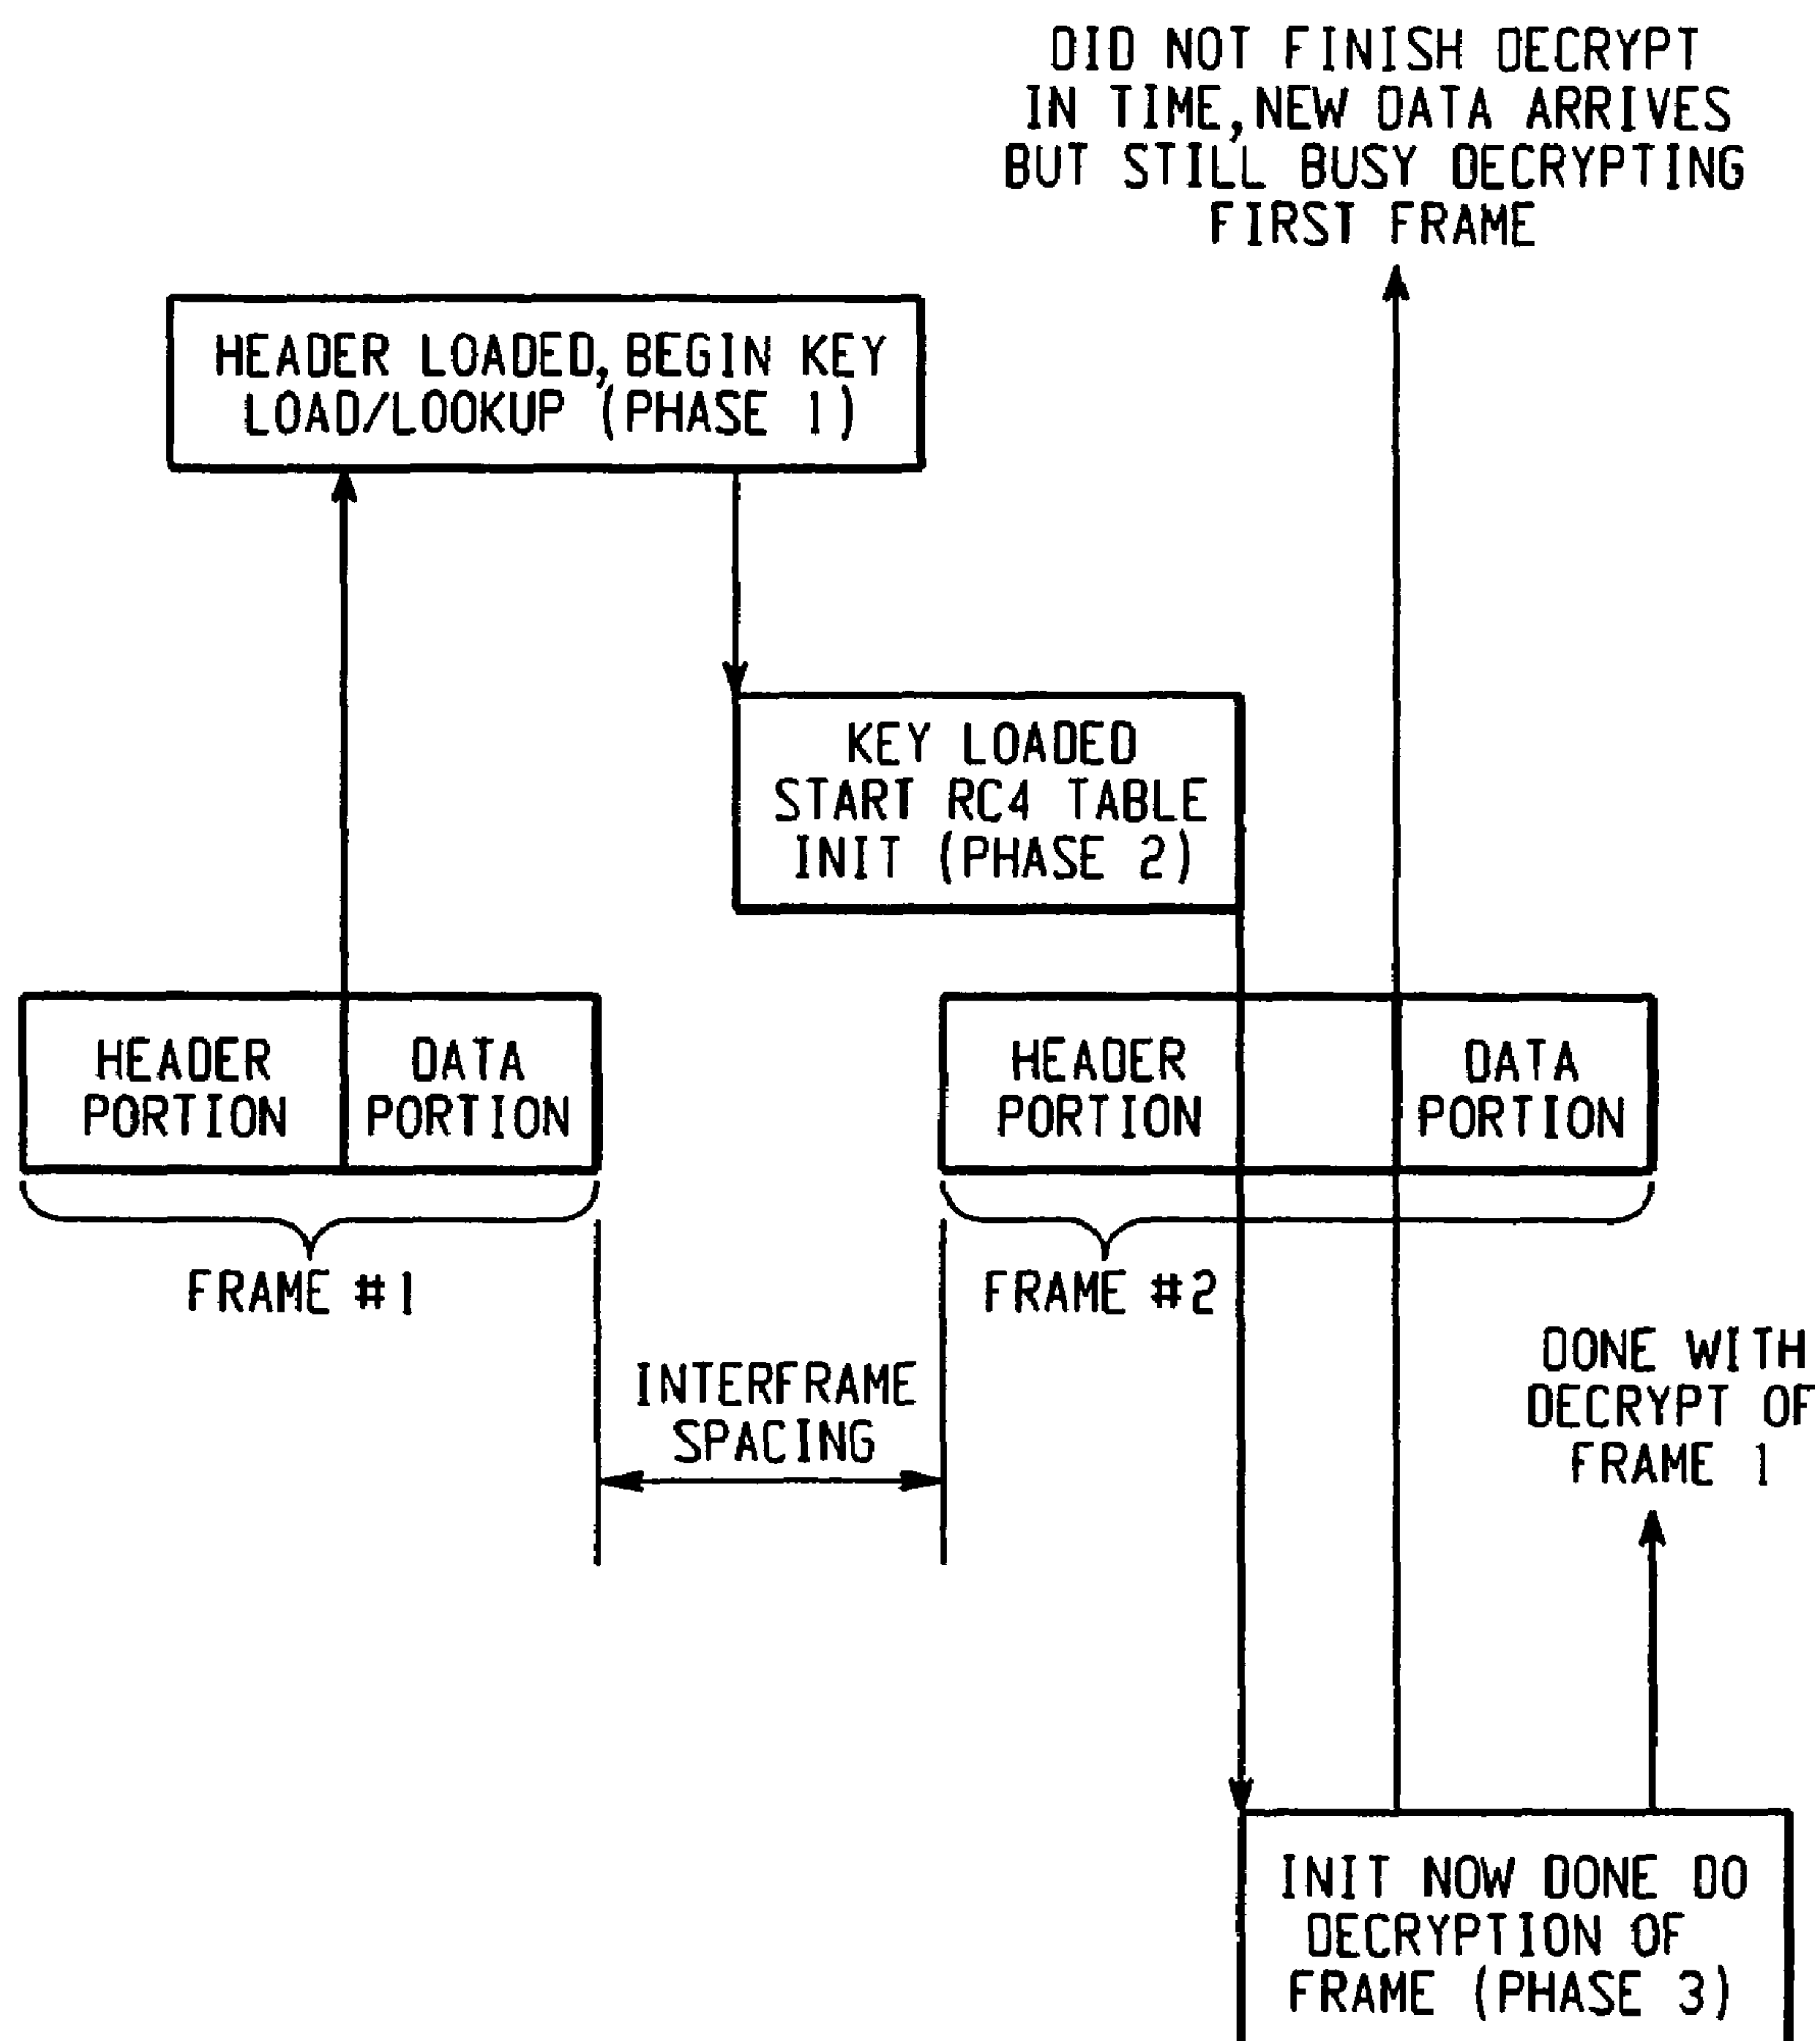 DID NOT FINISH DECRYPT
IN TIME, NEW DATA ARRIVES
BUT STILL BUSY DECRYPTING
FIRST FRAME
HEADER LOADED, BEGIN KEY
LOAD/LOOKUP (PHASE 1)
KEY LOADED
START RC4 TABLE
INIT (PHASE 2)
HEADER
PORTION
DATA
PORTION
HEADER
PORTION
DATA
PORTION
FRAME #1
FRAME #2
INTERFRAME
SPACING
DONE WITH
DECRYPT OF
FRAME 1
INIT NOW DONE DO
DECRYPTION OF
FRAME (PHASE 3)